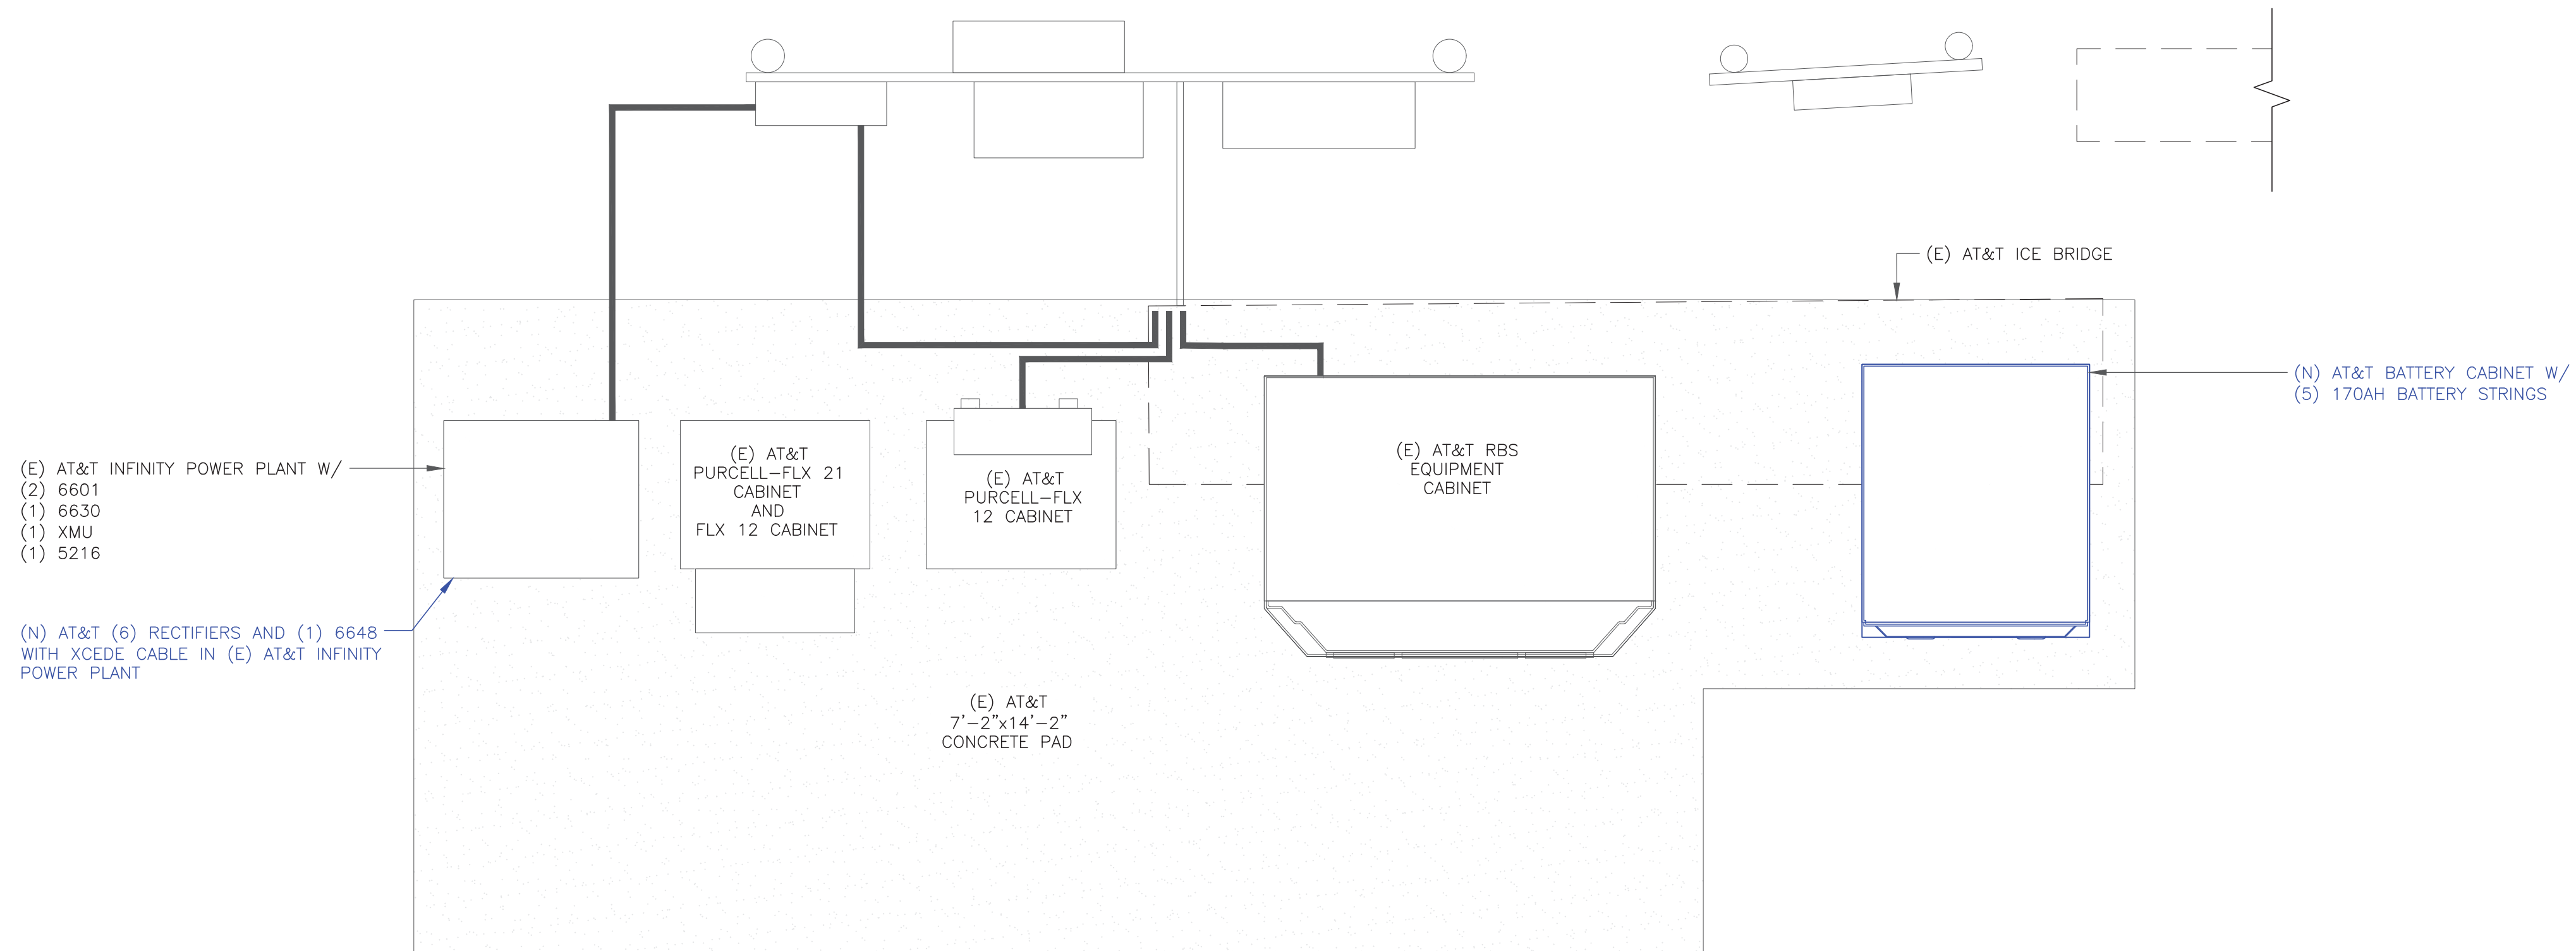 (E) AT&T ICE BRIDGE
(N) AT&T BATTERY CABINET W/
(5) 170AH BATTERY STRINGS
(E) AT&T INFINITY POWER PLANT W/
(2) 6601
(1) 6630
(1) XMU
(1) 5216
(E) AT&T
PURCELL-FLX 21
CABINET
AND
FLX 12 CABINET
(E) AT&T
PURCELL-FLX
12 CABINET
(E) AT&T RBS
EQUIPMENT
CABINET
(N) AT&T (6) RECTIFIERS AND (1) 6648
WITH XCEDE CABLE IN (E) AT&T INFINITY
POWER PLANT
(E) AT&T
7'-2"x14'-2"
CONCRETE PAD